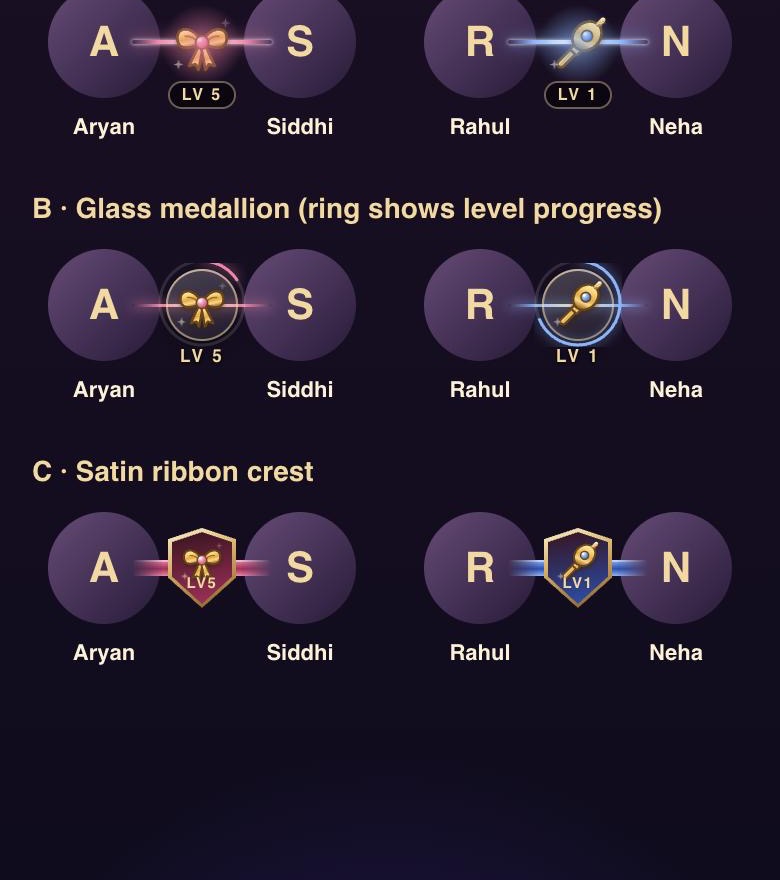 A S R N
LV 5 LV 1
Aryan Siddhi Rahul Neha
B · Glass medallion (ring shows level progress)
A S R N
LV 5 LV 1
Aryan Siddhi Rahul Neha
C · Satin ribbon crest
A S R N
LV5 LV1
Aryan Siddhi Rahul Neha